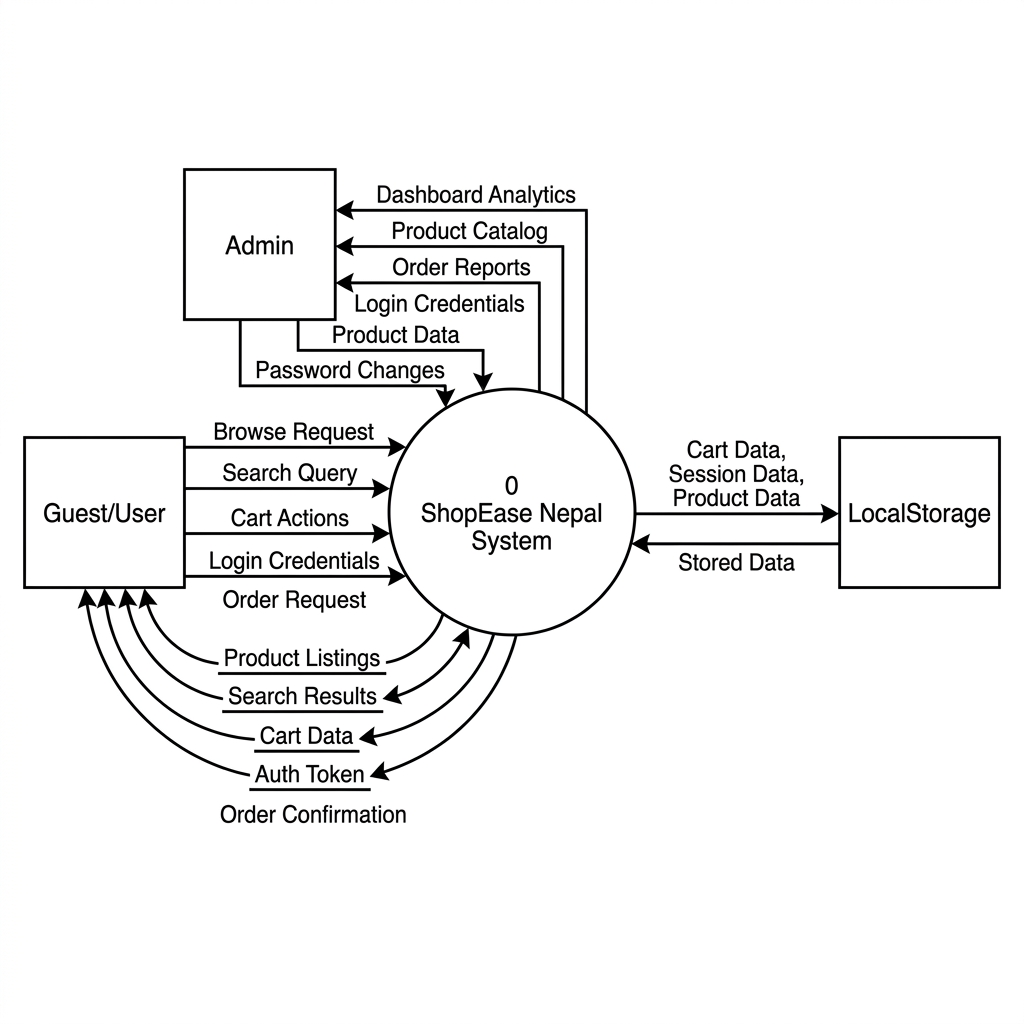 Admin
Dashboard Analytics
Product Catalog
Order Reports
Login Credentials
Product Data
Password Changes
Guest/User
Browse Request
Search Query
Cart Actions
Login Credentials
Order Request
0
ShopEase Nepal
System
Cart Data,
Session Data,
Product Data
Stored Data
LocalStorage
Product Listings
Search Results
Cart Data
Auth Token
Order Confirmation